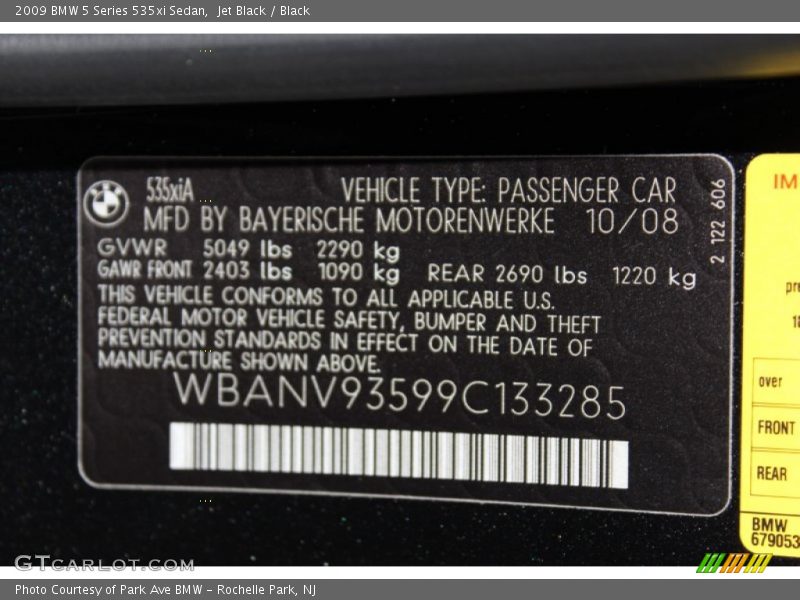 2009 BMW 5 Series 535xi Sedan, Jet Black / Black
535xiA VEHICLE TYPE: PASSENGER CAR
MFD BY BAYERISCHE MOTORENWERKE 10/08
GVWR 5049 lbs 2290 kg
GAWR FRONT 2403 lbs 1090 kg REAR 2690 lbs 1220 kg
THIS VEHICLE CONFORMS TO ALL APPLICABLE U.S.
FEDERAL MOTOR VEHICLE SAFETY, BUMPER AND THEFT
PREVENTION STANDARDS IN EFFECT ON THE DATE OF
MANUFACTURE SHOWN ABOVE.
WBANV93599C133285
2 122 606
over
FRONT
REAR
BMW
679053
GTcarlot.com
Photo Courtesy of Park Ave BMW - Rochelle Park, NJ